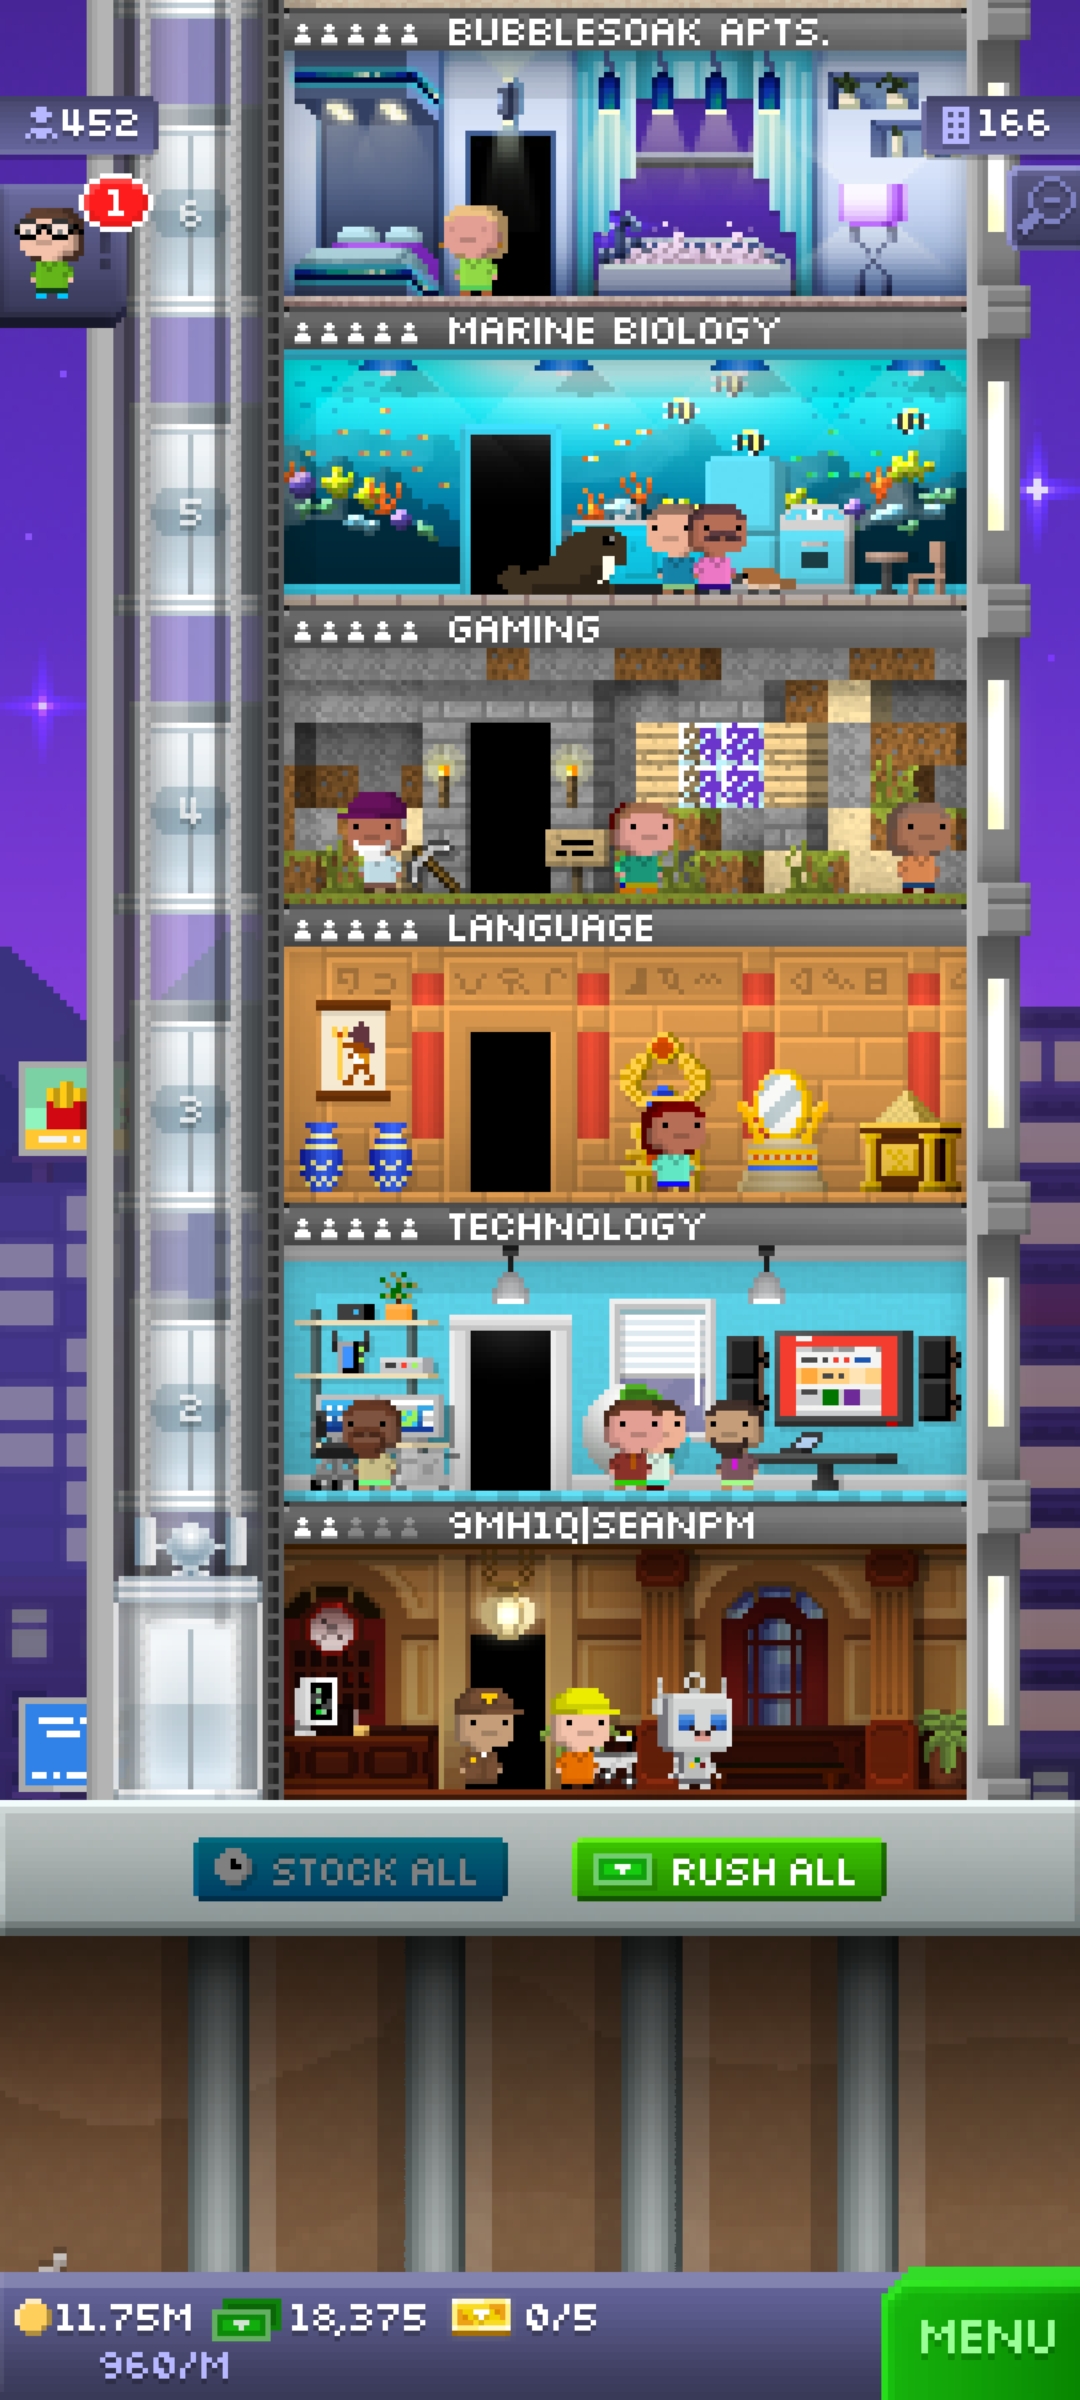 BUBBLESOAK APTS.
452
166
1
6
MARINE BIOLOGY
5
GAMING
4
LANGUAGE
3
TECHNOLOGY
2
9MH1Q|SEANPM
STOCK ALL
RUSH ALL
11.75M
18,375
0/5
960/M
MENU